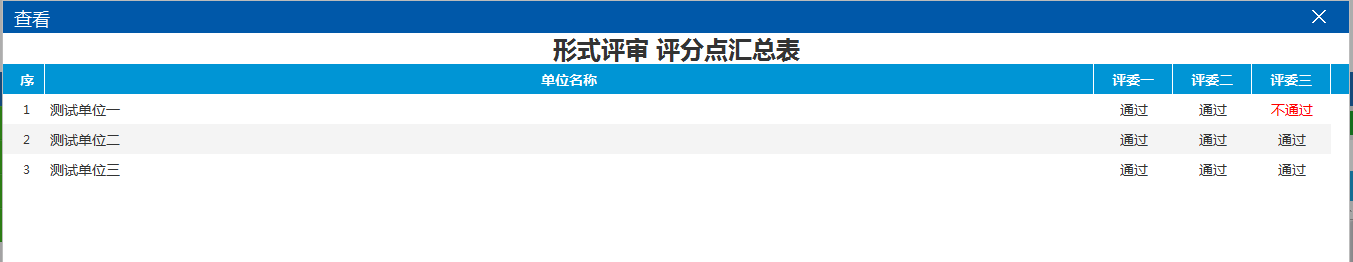 查看
形式评审 评分点汇总表
序 单位名称 评委一 评委二 评委三
1 测试单位一 通过 通过 不通过
2 测试单位二 通过 通过 通过
3 测试单位三 通过 通过 通过